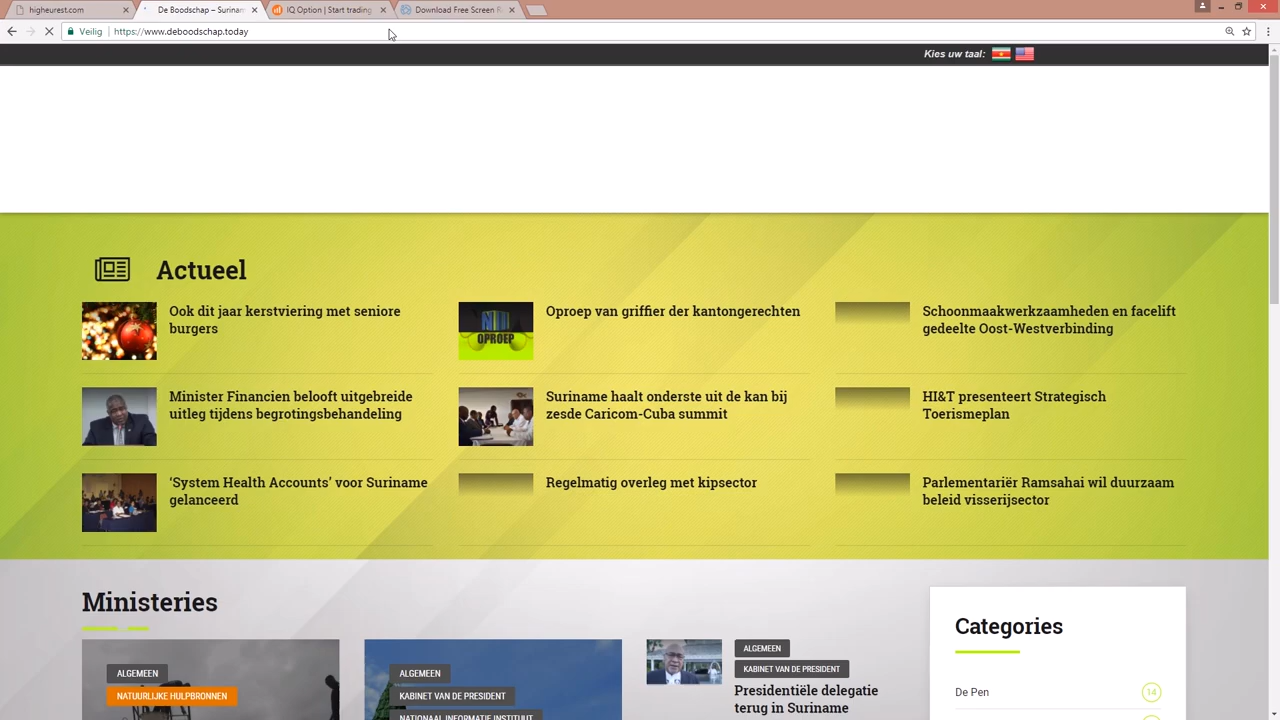 higheurest.com
De Boodschap – Surinam
IQ Option | Start trading
Download Free Screen R
Veilig
https://www.deboodschap.today
Kies uw taal:
Actueel
Ook dit jaar kerstviering met seniore
burgers
OPROEP
Oproep van griffier der kantongerechten
Schoonmaakwerkzaamheden en facelift
gedeelte Oost-Westverbinding
Minister Financien belooft uitgebreide
uitleg tijdens begrotingsbehandeling
Suriname haalt onderste uit de kan bij
zesde Caricom-Cuba summit
HI&T presenteert Strategisch
Toerismeplan
‘System Health Accounts’ voor Suriname
gelanceerd
Regelmatig overleg met kipsector
Parlementariër Ramsahai wil duurzaam
beleid visserijsector
Ministeries
ALGEMEEN
NATUURLIJKE HULPBRONNEN
ALGEMEEN
KABINET VAN DE PRESIDENT
NATIONAAL INFORMATIE INSTITUUT
ALGEMEEN
KABINET VAN DE PRESIDENT
Presidentiële delegatie
terug in Suriname
Categories
De Pen
14